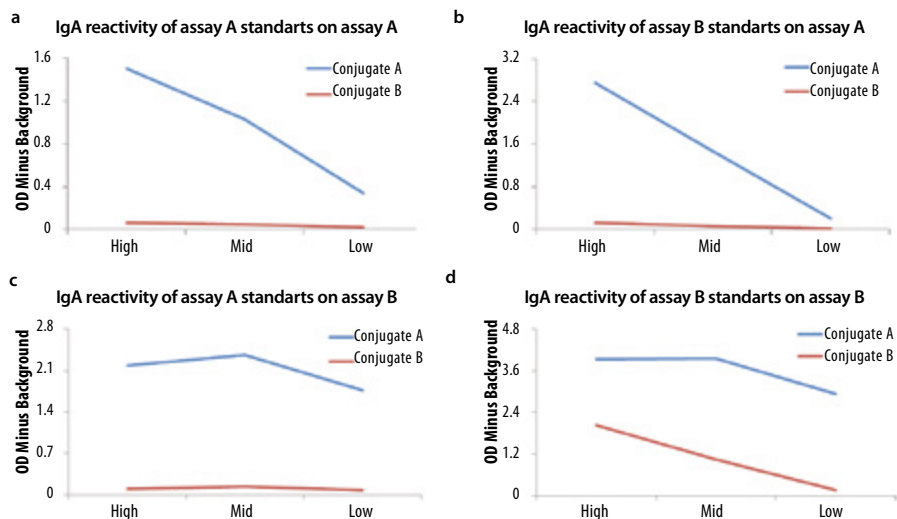 a
IgA reactivity of assay A standarts on assay A
OD Minus Background
1.6
1.2
0.8
0.4
0
Conjugate A
Conjugate B
High Mid Low
b
IgA reactivity of assay B standarts on assay A
OD Minus Background
3.2
2.4
1.6
0.8
0
Conjugate A
Conjugate B
High Mid Low
c
IgA reactivity of assay A standarts on assay B
OD Minus Background
2.8
2.1
1.4
0.7
0
Conjugate A
Conjugate B
High Mid Low
d
IgA reactivity of assay B standarts on assay B
OD Minus Background
4.8
3.6
2.4
1.2
0
Conjugate A
Conjugate B
High Mid Low